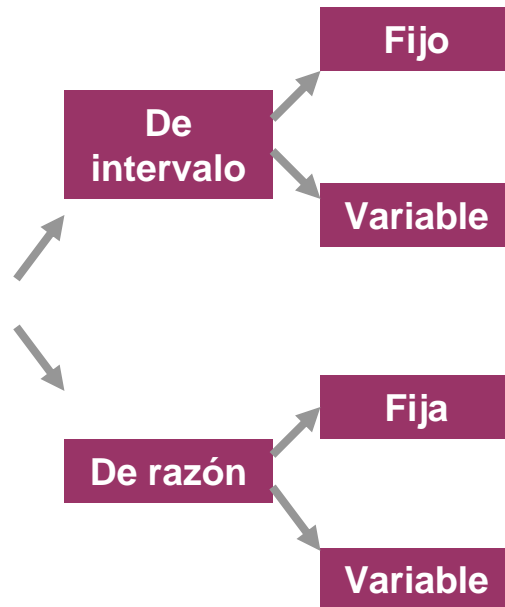 Fijo
De
intervalo
Variable
Fija
De razón
Variable